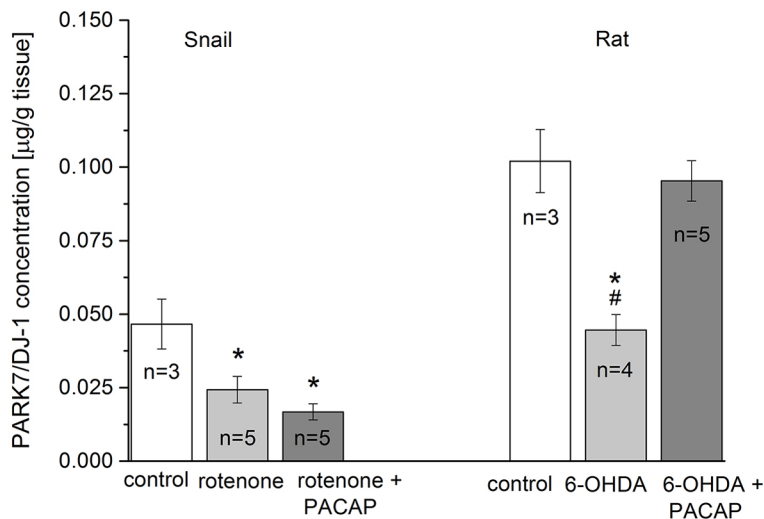 PARK7/DJ-1 concentration [µg/g tissue]
0.150
0.125
0.100
0.075
0.050
0.025
0.000
Snail
Rat
n=3
*
n=5
*
n=5
n=3
*
#
n=4
n=5
control
rotenone
rotenone +
PACAP
control
6-OHDA
6-OHDA +
PACAP